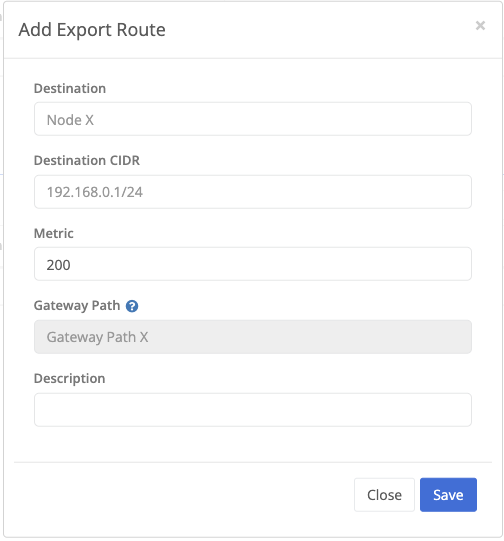 Add Export Route
×
Destination
Node X
Destination CIDR
192.168.0.1/24
Metric
200
Gateway Path ?
Gateway Path X
Description
Close
Save